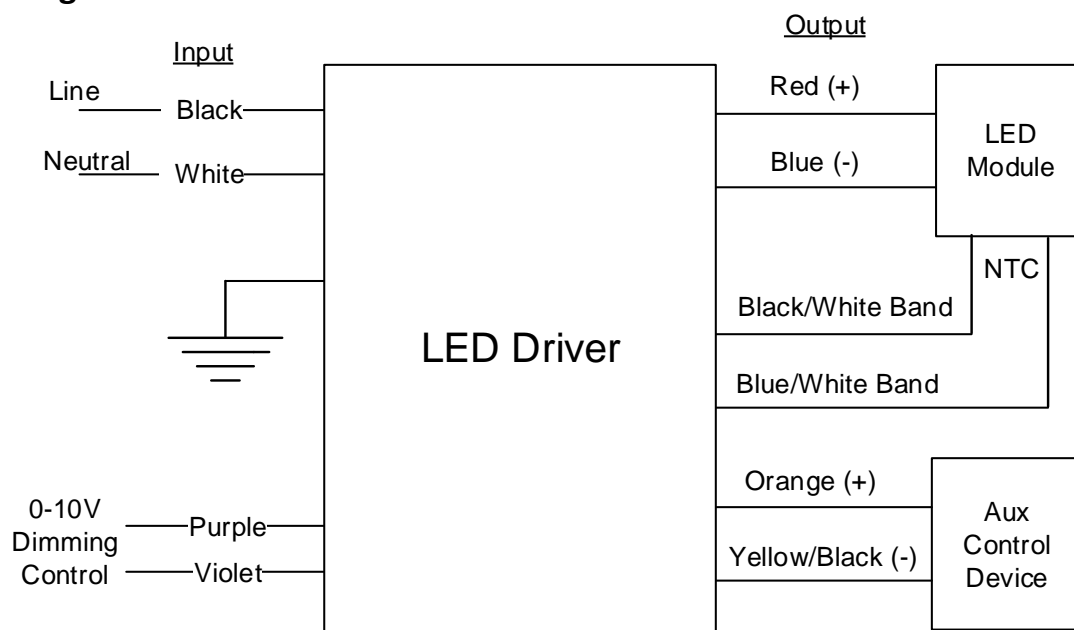 Input
Output
Line
Black
Neutral
White
Red (+)
Blue (-)
LED
Module
NTC
Black/White Band
Blue/White Band
LED Driver
0-10V
Dimming
Control
Purple
Violet
Orange (+)
Yellow/Black (-)
Aux
Control
Device